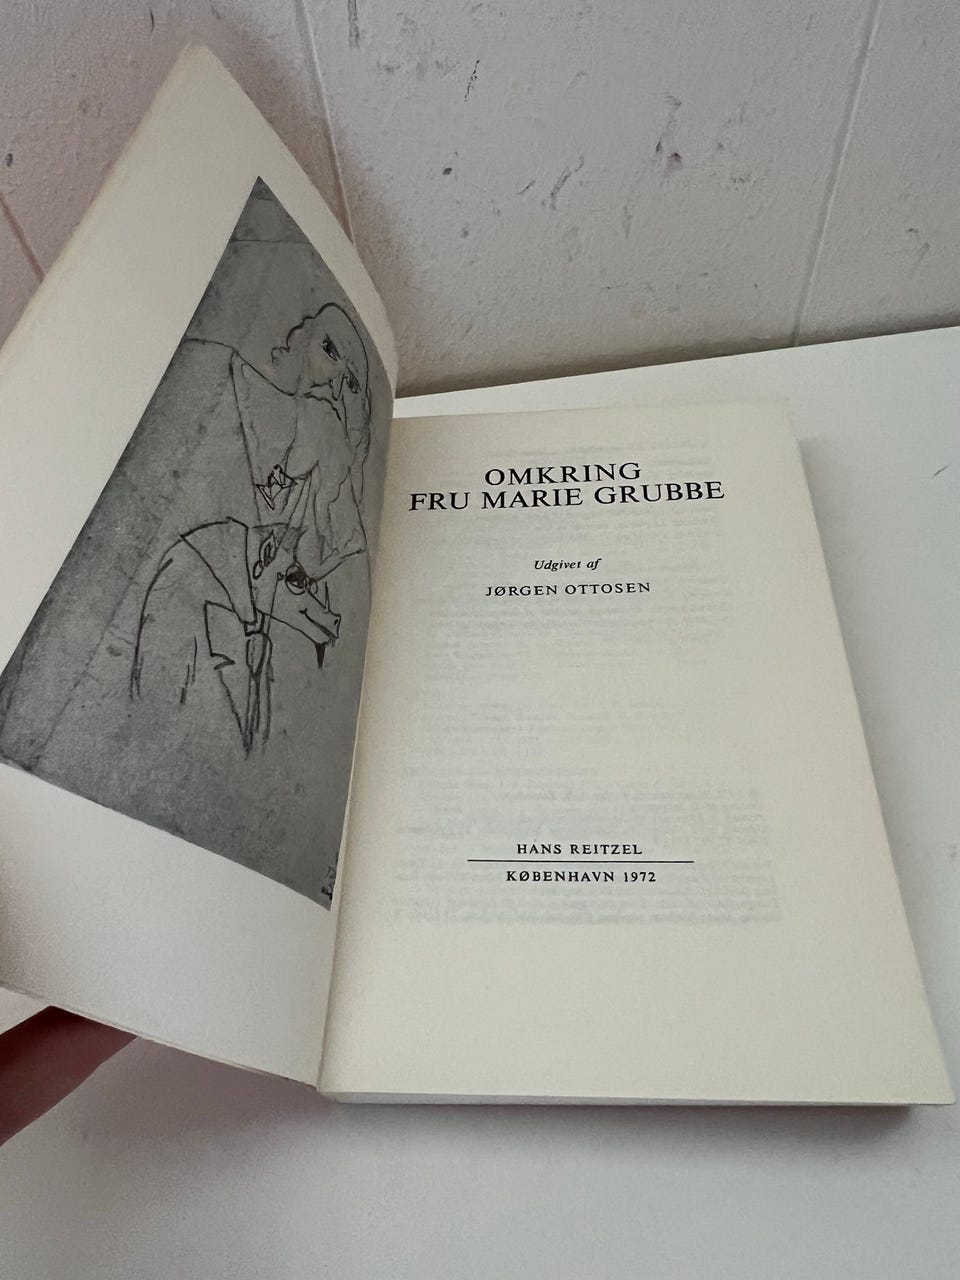 OMKRING
FRU MARIE GRUBBE
Udgivet af
JØRGEN OTTOSEN
HANS REITZEL
KØBENHAVN 1972